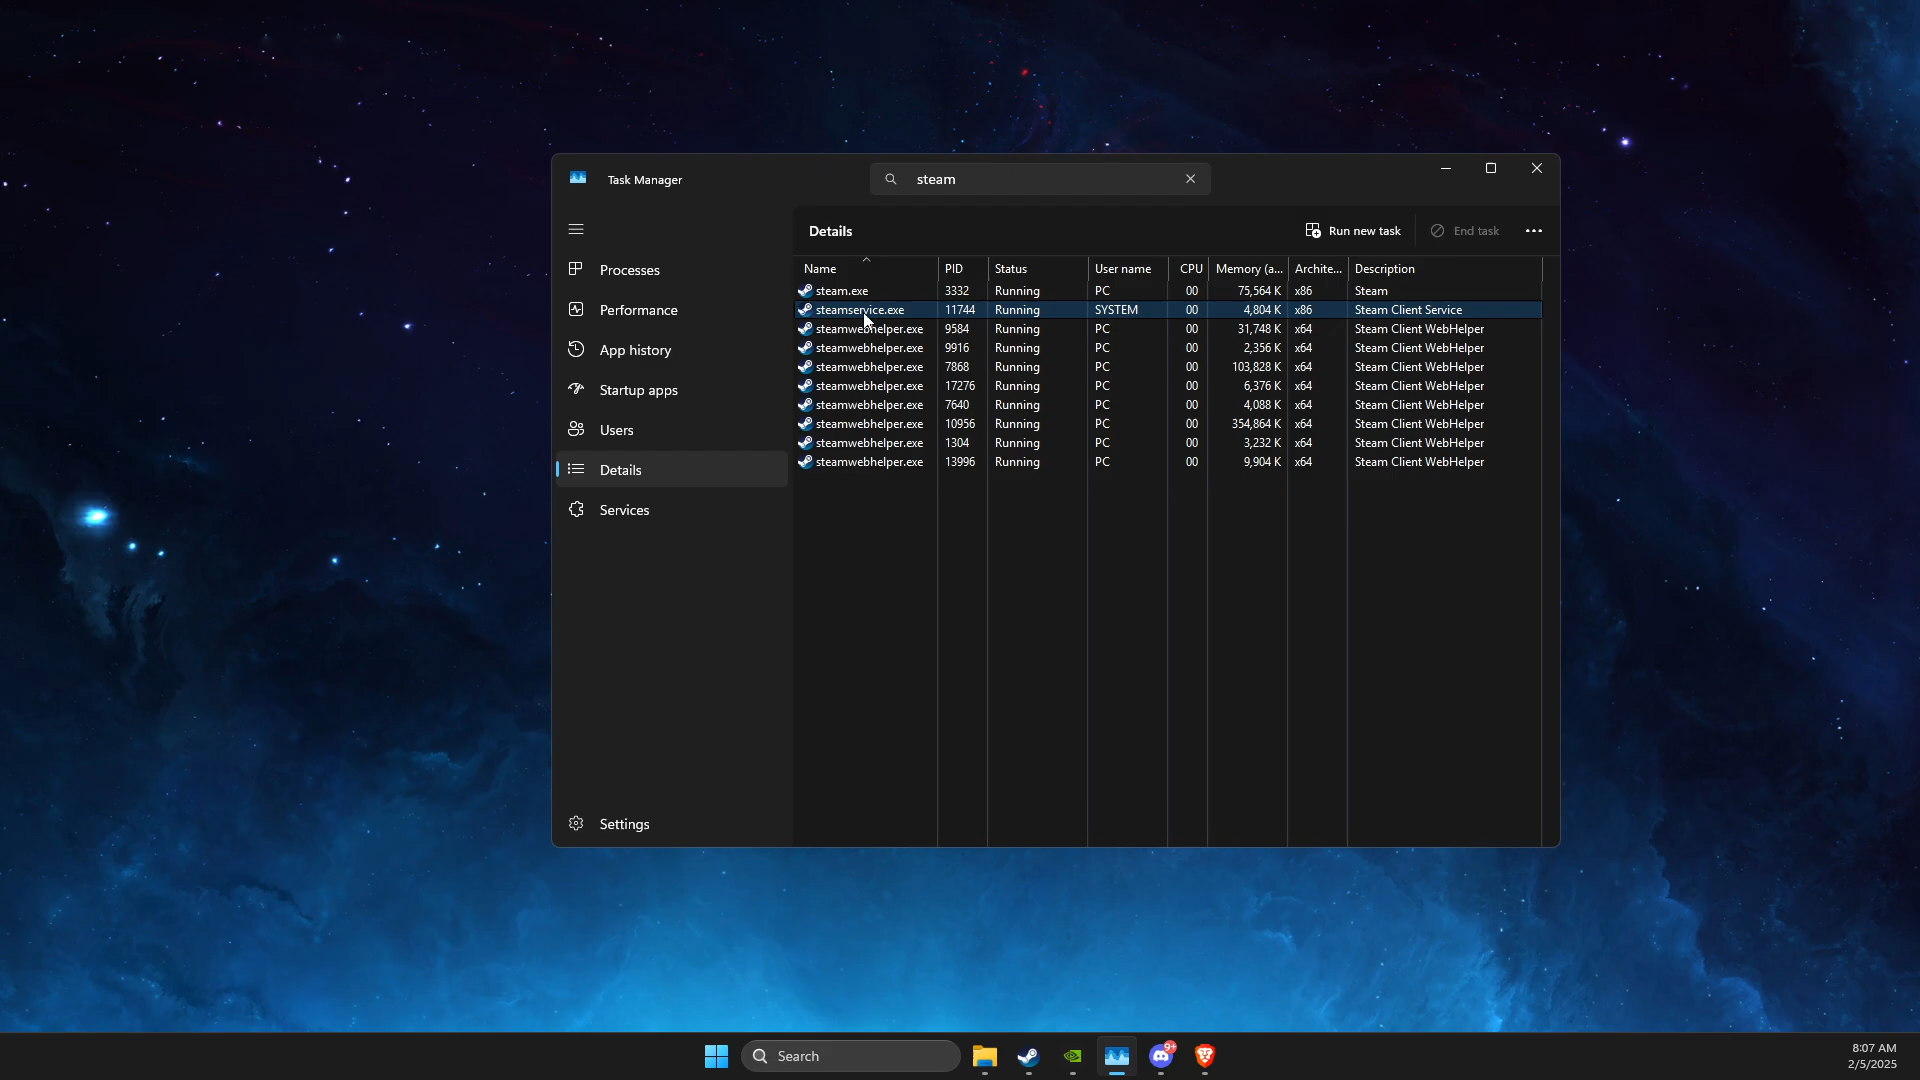 Task Manager
steam
Details
Run new task
End task
Processes
Performance
App history
Startup apps
Users
Details
Services
Settings
Name PID Status User name CPU Memory (a... Archite... Description
steam.exe 3332 Running PC 00 75,564 K x86 Steam
steamservice.exe 11744 Running SYSTEM 00 4,804 K x86 Steam Client Service
steamwebhelper.exe 9584 Running PC 00 31,748 K x64 Steam Client WebHelper
steamwebhelper.exe 9916 Running PC 00 2,356 K x64 Steam Client WebHelper
steamwebhelper.exe 7868 Running PC 00 103,828 K x64 Steam Client WebHelper
steamwebhelper.exe 17276 Running PC 00 6,376 K x64 Steam Client WebHelper
steamwebhelper.exe 7640 Running PC 00 4,088 K x64 Steam Client WebHelper
steamwebhelper.exe 10956 Running PC 00 354,864 K x64 Steam Client WebHelper
steamwebhelper.exe 1304 Running PC 00 3,232 K x64 Steam Client WebHelper
steamwebhelper.exe 13996 Running PC 00 9,904 K x64 Steam Client WebHelper
Search
9+
8:07 AM
2/5/2025